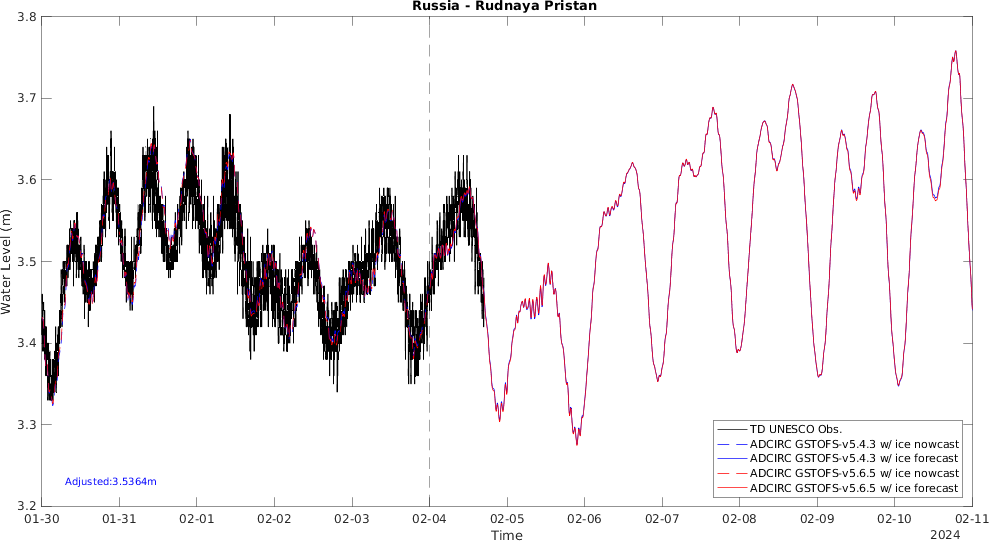 Russia - Rudnaya Pristan
3.8
3.7
3.6
3.5
3.4
3.3
3.2
Water Level (m)
Adjusted:3.5364m
TD UNESCO Obs.
ADCIRC GSTOFS-v5.4.3 w/ ice nowcast
ADCIRC GSTOFS-v5.4.3 w/ ice forecast
ADCIRC GSTOFS-v5.6.5 w/ ice nowcast
ADCIRC GSTOFS-v5.6.5 w/ ice forecast
01-30 01-31 02-01 02-02 02-03 02-04 02-05 02-06 02-07 02-08 02-09 02-10 02-11
Time
2024